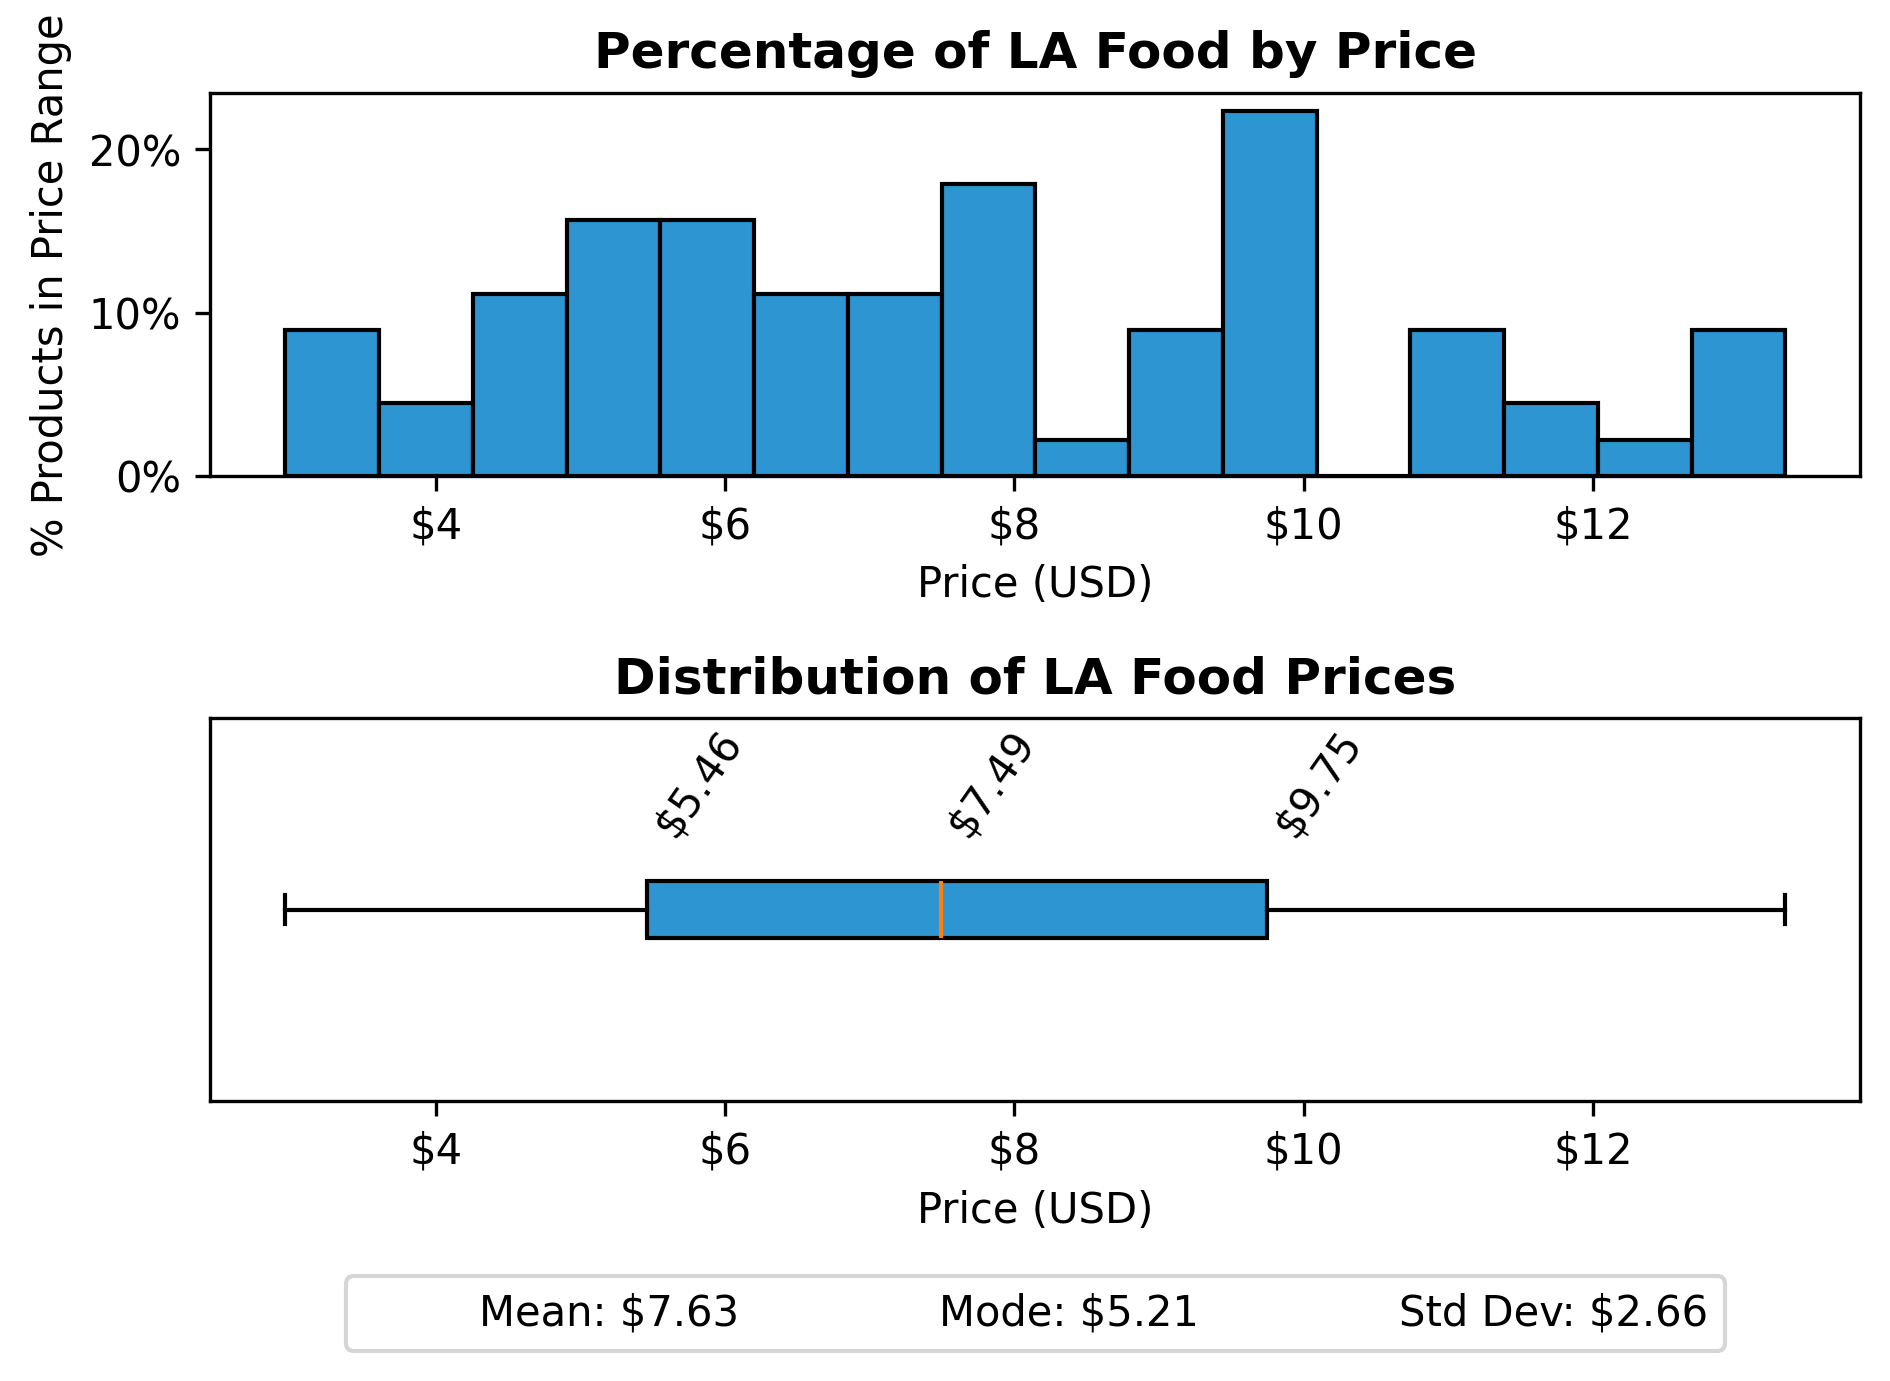 Percentage of LA Food by Price
% Products in Price Range
20%
10%
0%
$4 $6 $8 $10 $12
Price (USD)
Distribution of LA Food Prices
$5.46 $7.49 $9.75
$4 $6 $8 $10 $12
Price (USD)
Mean: $7.63 Mode: $5.21 Std Dev: $2.66